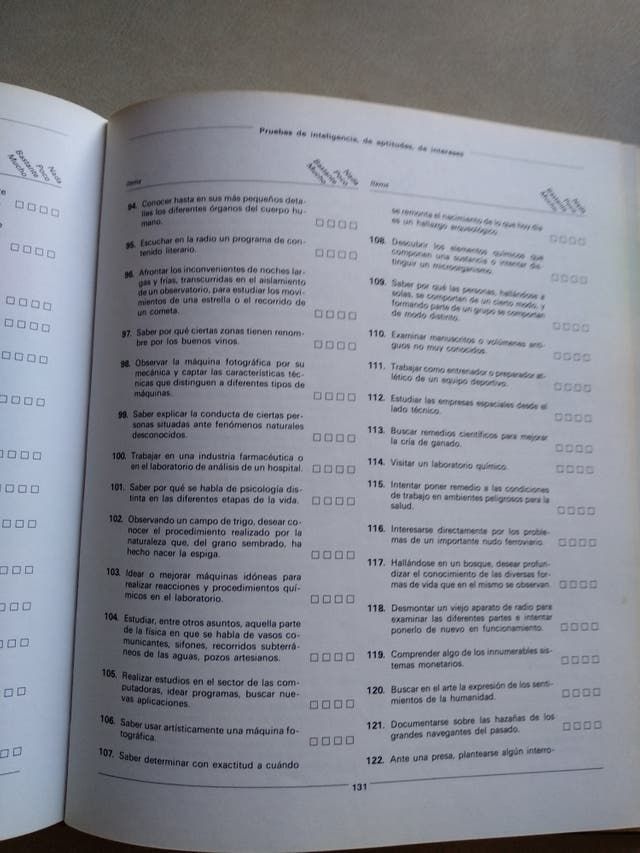 Pruebas de inteligencia, de aptitudes, de intereses
Nada
Poco
Bastante
Mucho
Items
Nada
Poco
Bastante
Mucho
94. Conocer hasta en sus más pequeños deta-
lles los diferentes órganos del cuerpo hu-
mano.
95. Escuchar en la radio un programa de con-
tenido literario.
96. Afrontar los inconvenientes de noches lar-
gas y frías, transcurridas en el aislamiento
de un observatorio, para estudiar los movi-
mientos de una estrella o el recorrido de
un cometa.
97. Saber por qué ciertas zonas tienen renom-
bre por los buenos vinos.
98. Observar la máquina fotográfica por su
mecánica y captar las características téc-
nicas que distinguen a diferentes tipos de
máquinas.
99. Saber explicar la conducta de ciertas per-
sonas situadas ante fenómenos naturales
desconocidos.
100. Trabajar en una industria farmacéutica o
en el laboratorio de análisis de un hospital.
101. Saber por qué se habla de psicología dis-
tinta en las diferentes etapas de la vida.
102. Observando un campo de trigo, desear co-
nocer el procedimiento realizado por la
naturaleza que, del grano sembrado, ha
hecho nacer la espiga.
103. Idear o mejorar máquinas idóneas para
realizar reacciones y procedimientos quí-
micos en el laboratorio.
104. Estudiar, entre otros asuntos, aquella parte
de la física en que se habla de vasos co-
municantes, sifones, recorridos subterrá-
neos de las aguas, pozos artesianos.
105. Realizar estudios en el sector de las com-
putadoras, idear programas, buscar nue-
vas aplicaciones.
106. Saber usar artísticamente una máquina fo-
tográfica.
107. Saber determinar con exactitud a cuándo
Items
Nada
Poco
Bastante
Mucho
se remonta el nacimiento de lo que hoy día
es un hallazgo arqueológico.
108. Descubrir los elementos químicos que
componen una sustancia o intentar dis-
tinguir un microorganismo.
109. Saber por qué las personas, hallándose a
solas, se comportan de un cierto modo, y
formando parte de un grupo se comportan
de modo distinto.
110. Examinar manuscritos o volúmenes anti-
guos no muy conocidos.
111. Trabajar como entrenador o preparador at-
lético de un equipo deportivo.
112. Estudiar las empresas espaciales desde el
lado técnico.
113. Buscar remedios científicos para mejorar
la cría de ganado.
114. Visitar un laboratorio químico.
115. Intentar poner remedio a las condiciones
de trabajo en ambientes peligrosos para la
salud.
116. Interesarse directamente por los proble-
mas de un importante nudo ferroviario.
117. Hallándose en un bosque, desear profun-
dizar el conocimiento de las diversas for-
mas de vida que en el mismo se observan.
118. Desmontar un viejo aparato de radio para
examinar las diferentes partes e intentar
ponerlo de nuevo en funcionamiento.
119. Comprender algo de los innumerables sis-
temas monetarios.
120. Buscar en el arte la expresión de los senti-
mientos de la humanidad.
121. Documentarse sobre las hazañas de los
grandes navegantes del pasado.
122. Ante una presa, plantearse algún interro-
131